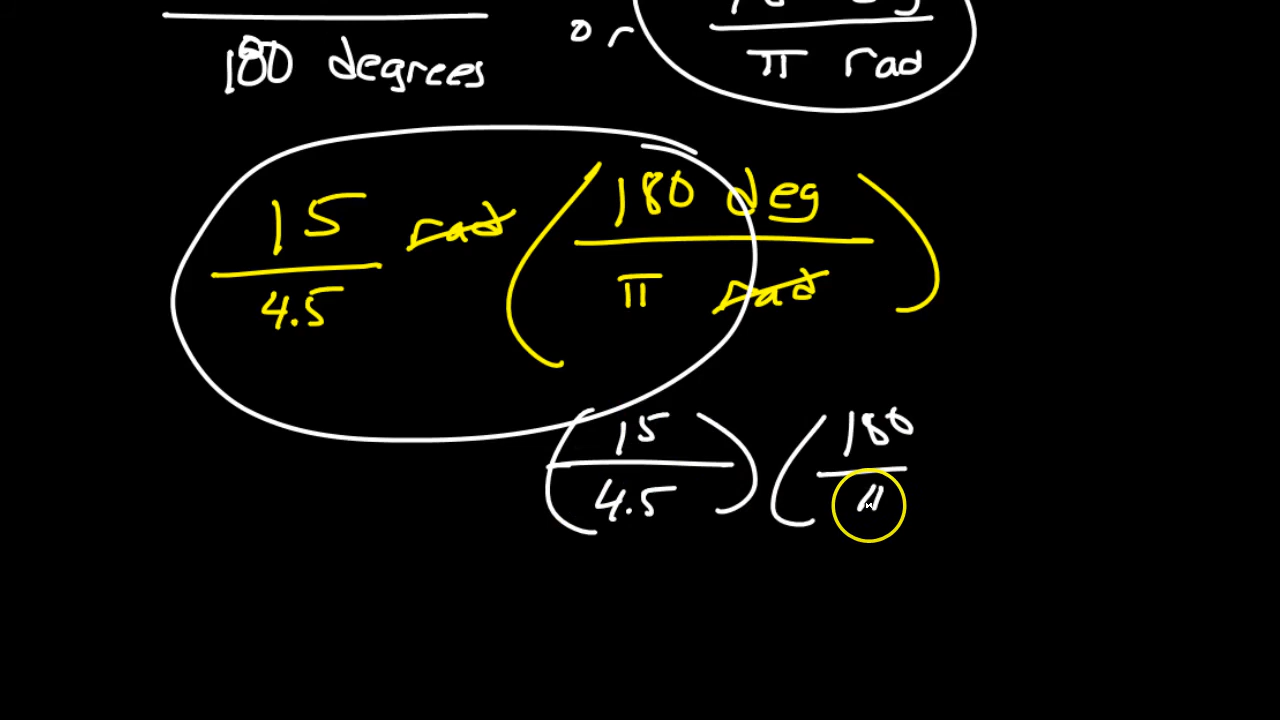 180 degrees or π rad
15/4.5 rad (180 deg/π rad)
(15/4.5)(180/π